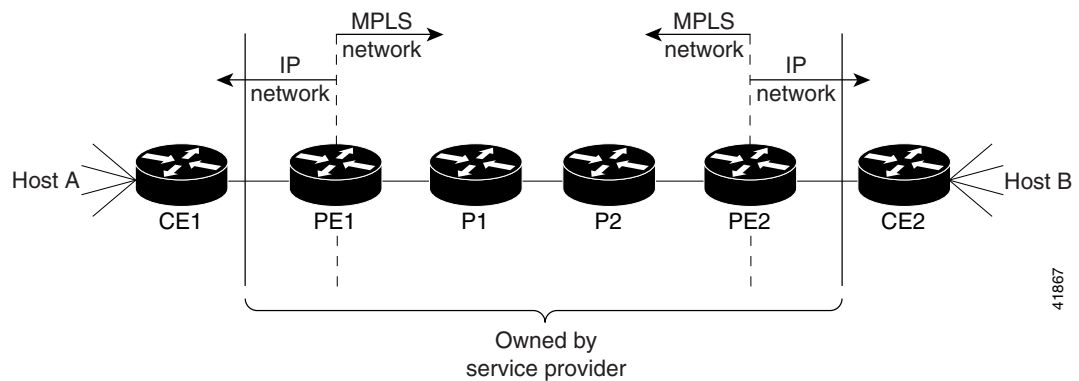 MPLS
network
MPLS
network
IP
network
IP
network
Host A
Host B
CE1
PE1
P1
P2
PE2
CE2
41867
Owned by
service provider